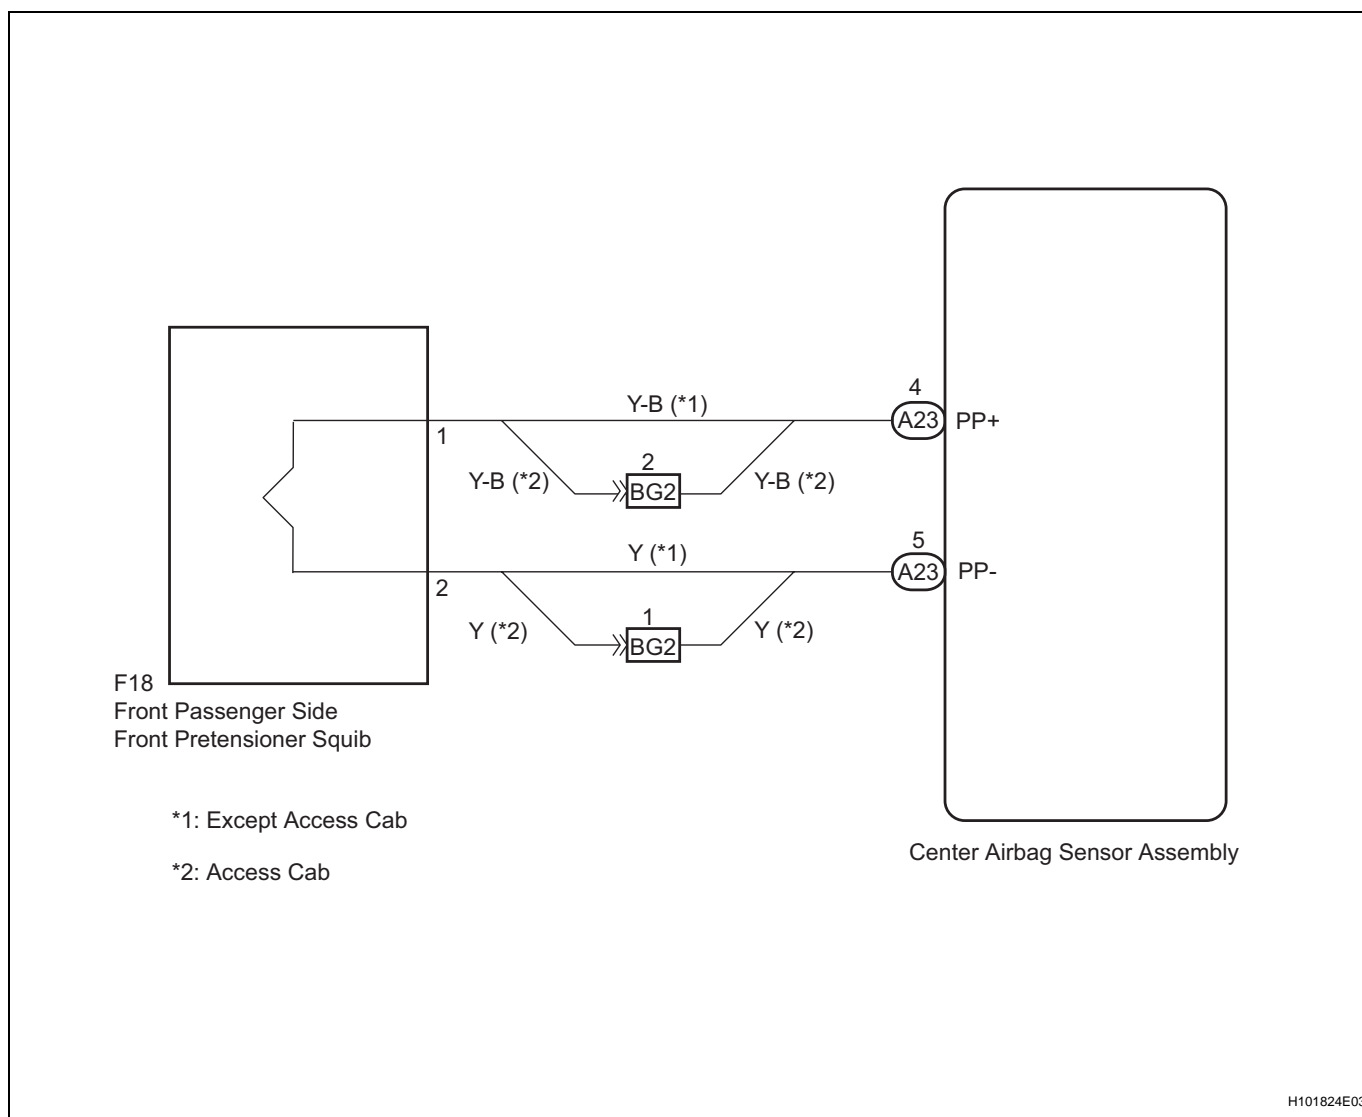 4
Y-B (*1)
A23
PP+
1
2
Y-B (*2)
BG2
Y-B (*2)
5
Y (*1)
A23
PP-
2
1
Y (*2)
BG2
Y (*2)
F18
Front Passenger Side
Front Pretensioner Squib
*1: Except Access Cab
*2: Access Cab
Center Airbag Sensor Assembly
H101824E03